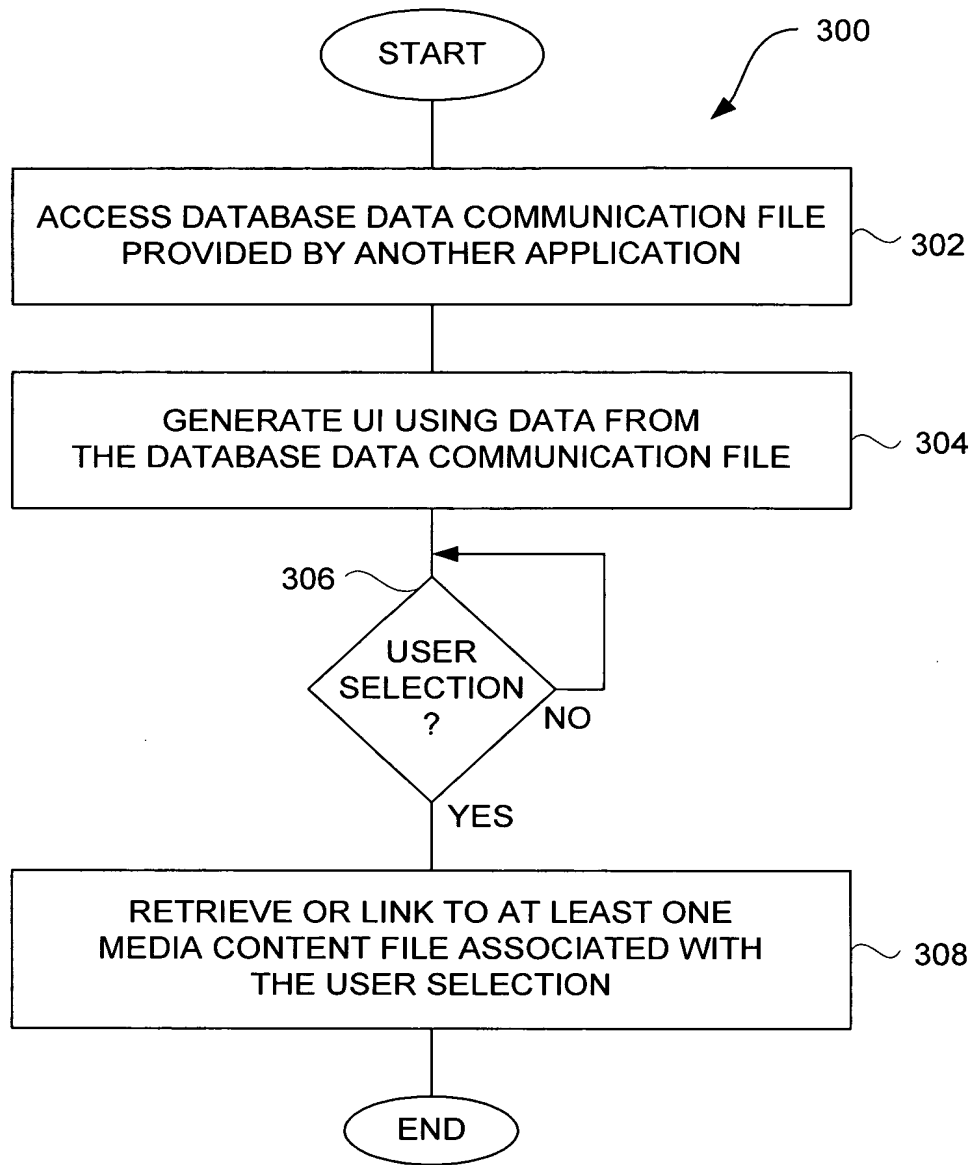 START
300
ACCESS DATABASE DATA COMMUNICATION FILE
PROVIDED BY ANOTHER APPLICATION
302
GENERATE UI USING DATA FROM
THE DATABASE DATA COMMUNICATION FILE
304
306
USER
SELECTION
?
NO
YES
RETRIEVE OR LINK TO AT LEAST ONE
MEDIA CONTENT FILE ASSOCIATED WITH
THE USER SELECTION
308
END